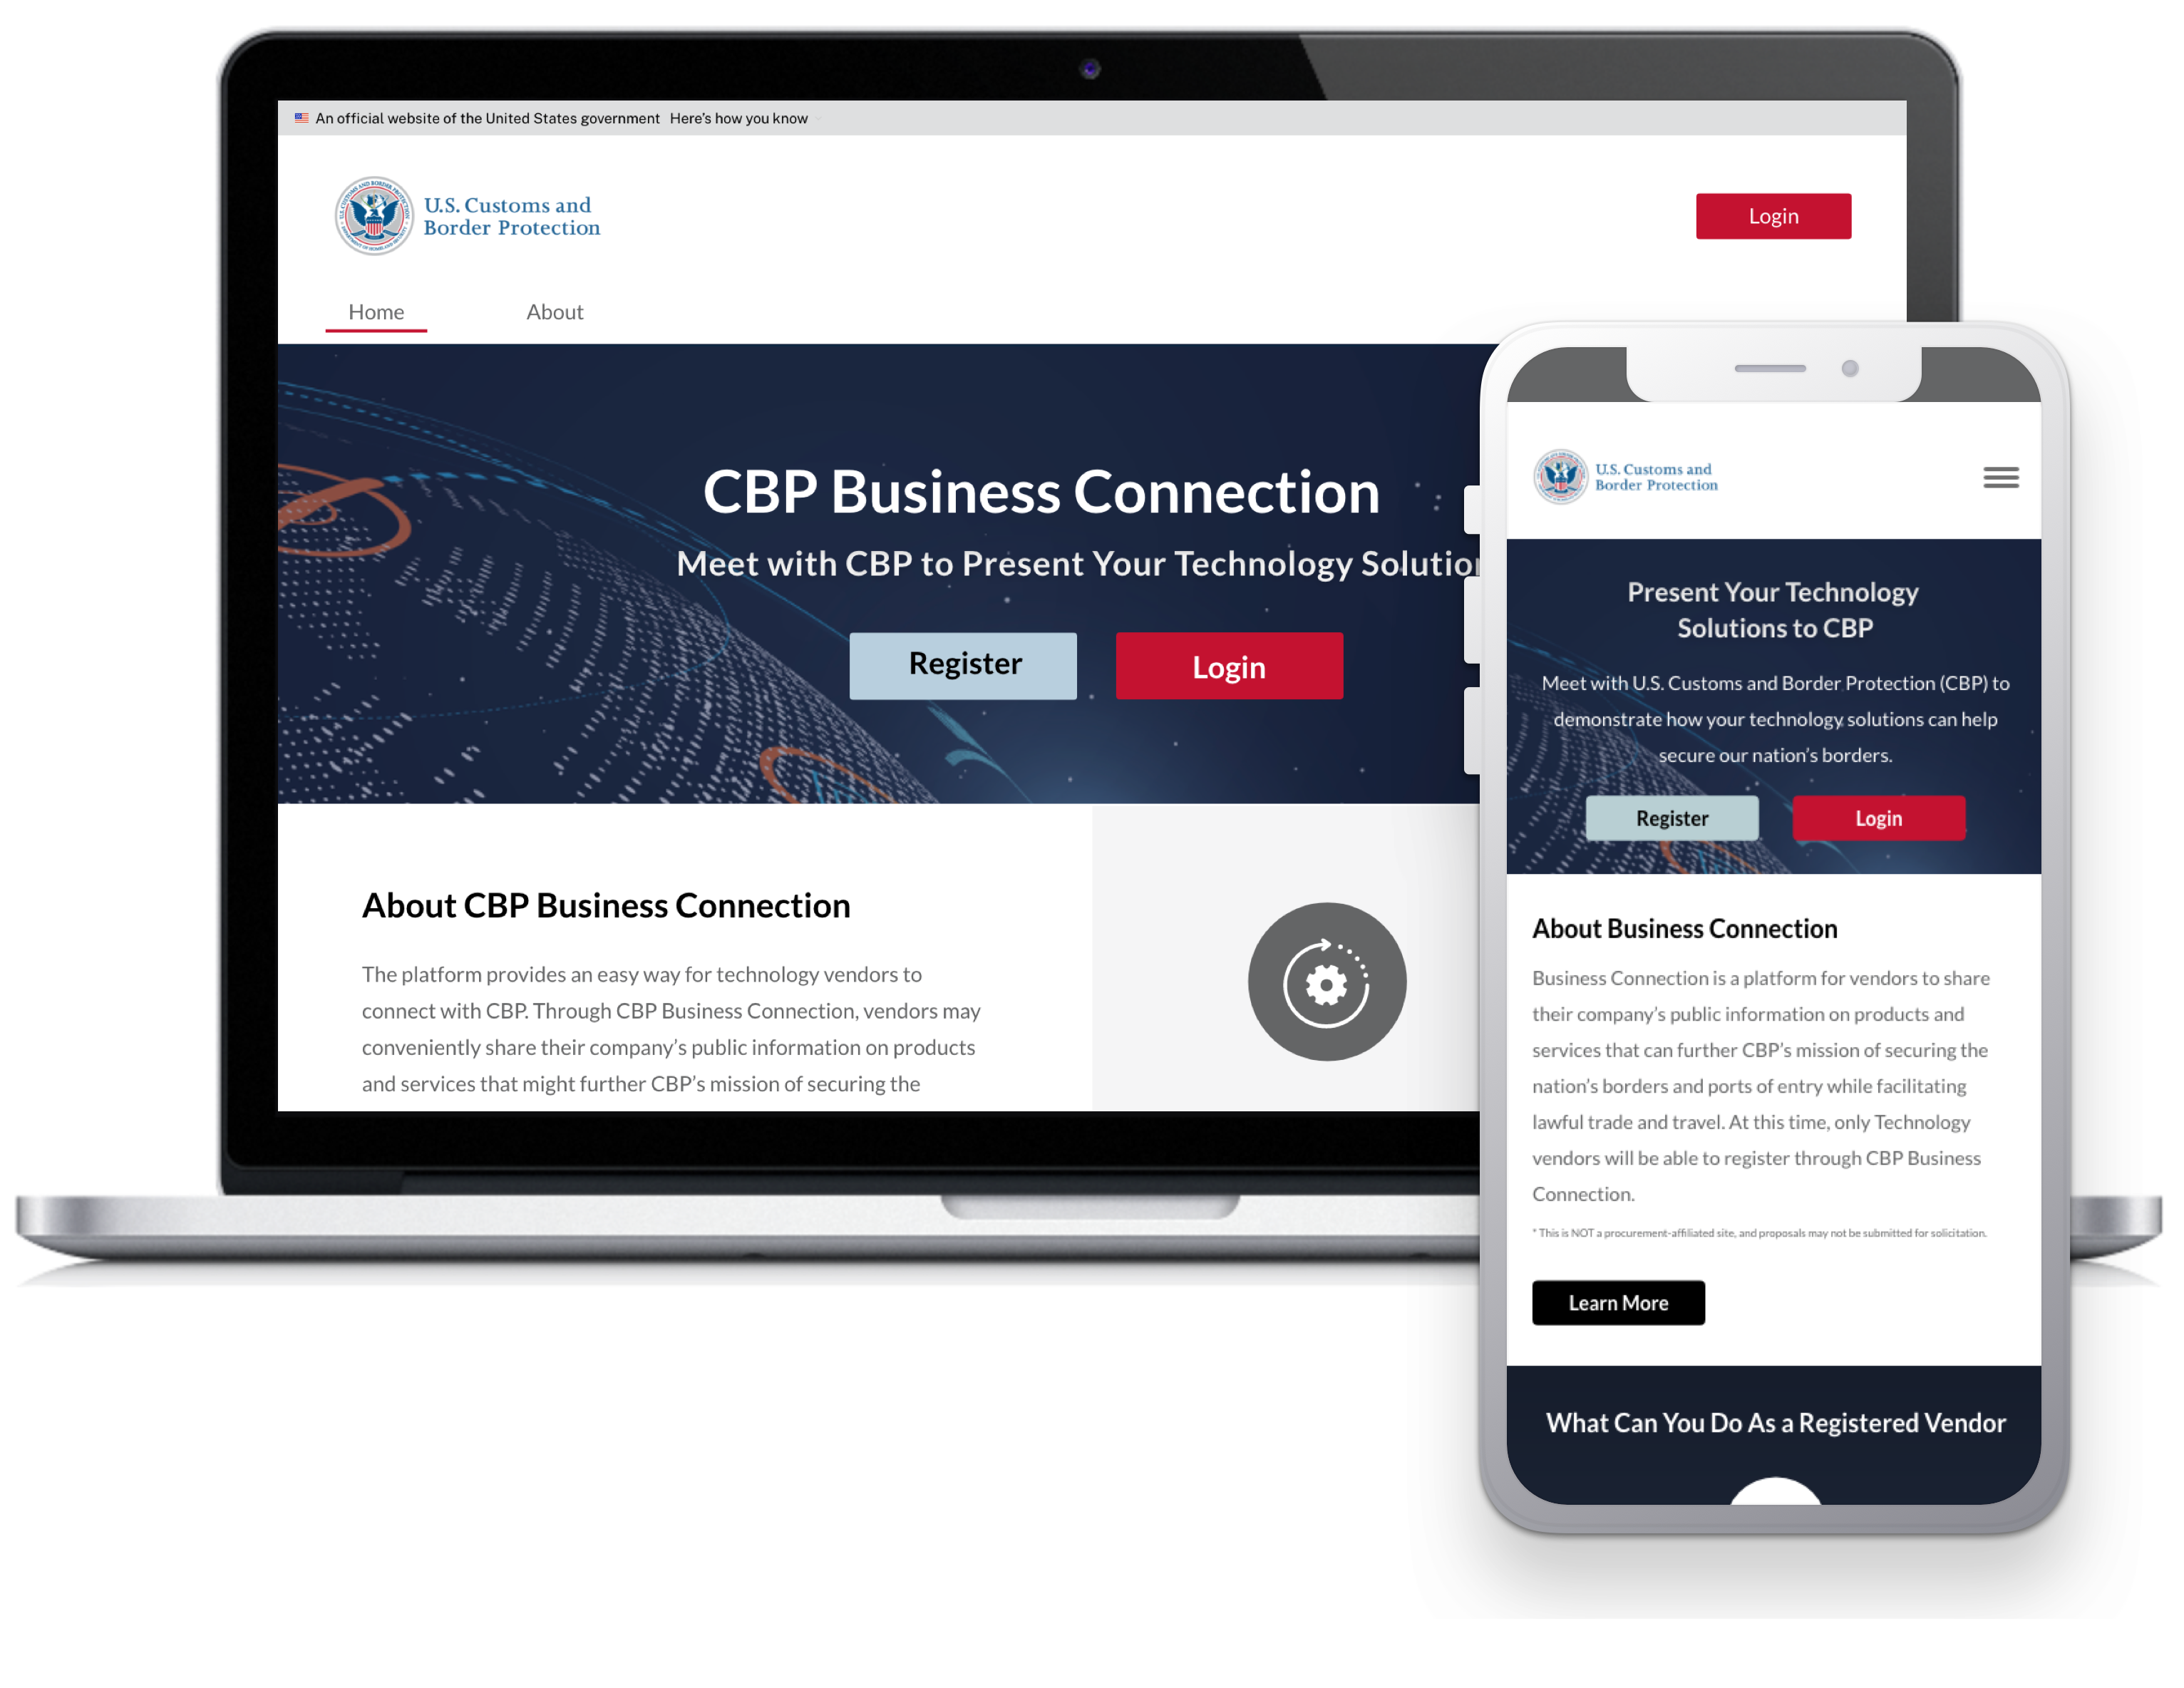 An official website of the United States government Here's how you know
U.S. Customs and
Border Protection
Login
Home About
CBP Business Connection
Meet with CBP to Present Your Technology
Register Login
About CBP Business Connection
The platform provides an easy way for technology vendors to
connect with CBP. Through CBP Business Connection, vendors may
conveniently share their company's public information on products
and services that might further CBP's mission of securing the
U.S. Customs and
Border Protection
Present Your Technology
Solutions to CBP
Meet with U.S. Customs and Border Protection (CBP) to
demonstrate how your technology solutions can help
secure our nation's borders.
Register Login
About Business Connection
Business Connection is a platform for vendors to share
their company's public information on products and
services that can further CBP's mission of securing the
nation's borders and ports of entry while facilitating
lawful trade and travel. At this time, only Technology
vendors will be able to register through CBP Business
Connection.
* This is NOT a procurement-affiliated site, and proposals may not be submitted for solicitation.
Learn More
What Can You Do As a Registered Vendor